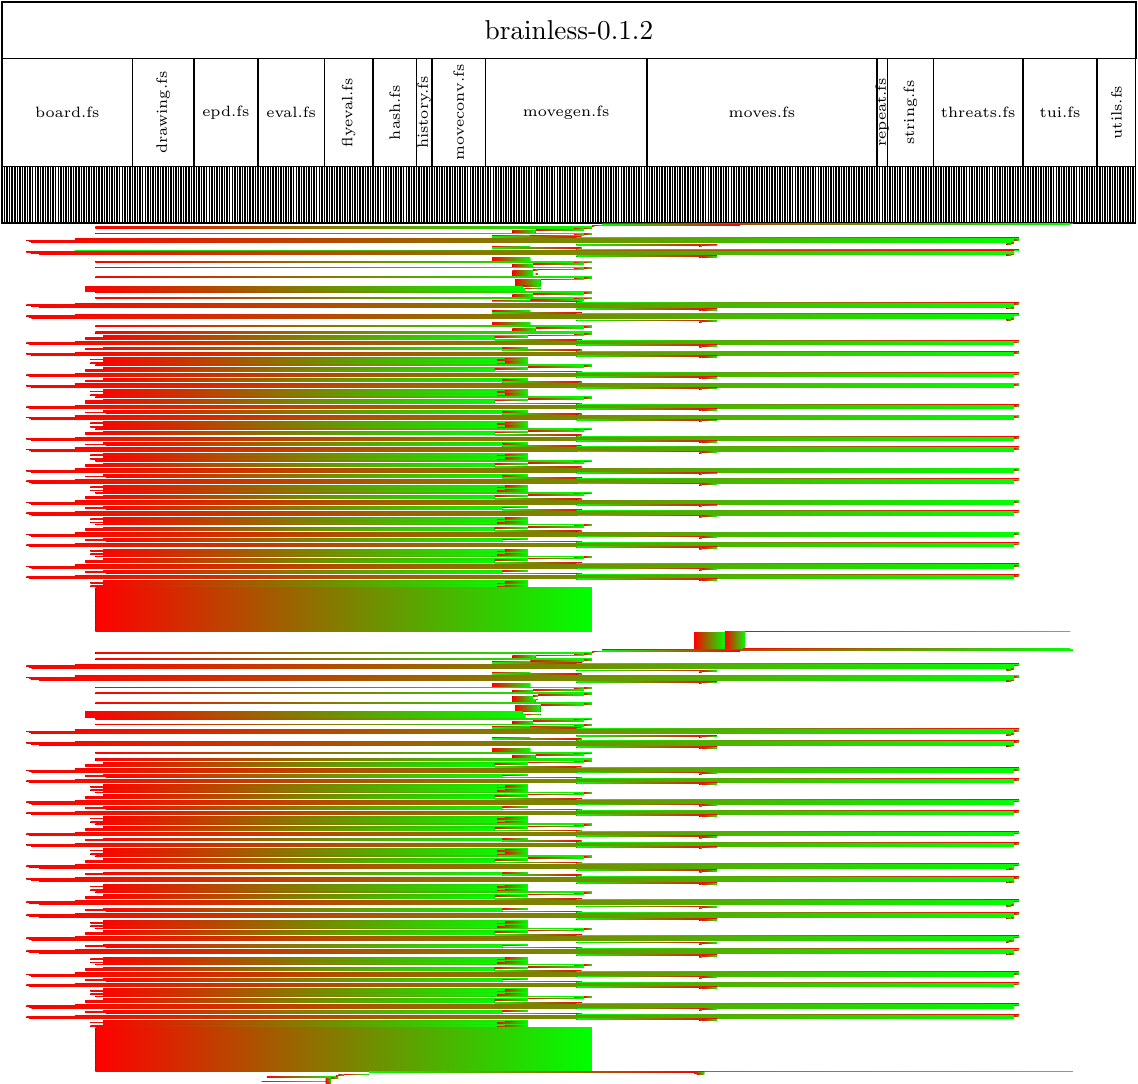 brainless-0.1.2
board.fs
drawing.fs
epd.fs
eval.fs
flyeval.fs
hash.fs
history.fs
moveconv.fs
movegen.fs
moves.fs
repeat.fs
string.fs
threats.fs
tui.fs
utils.fs